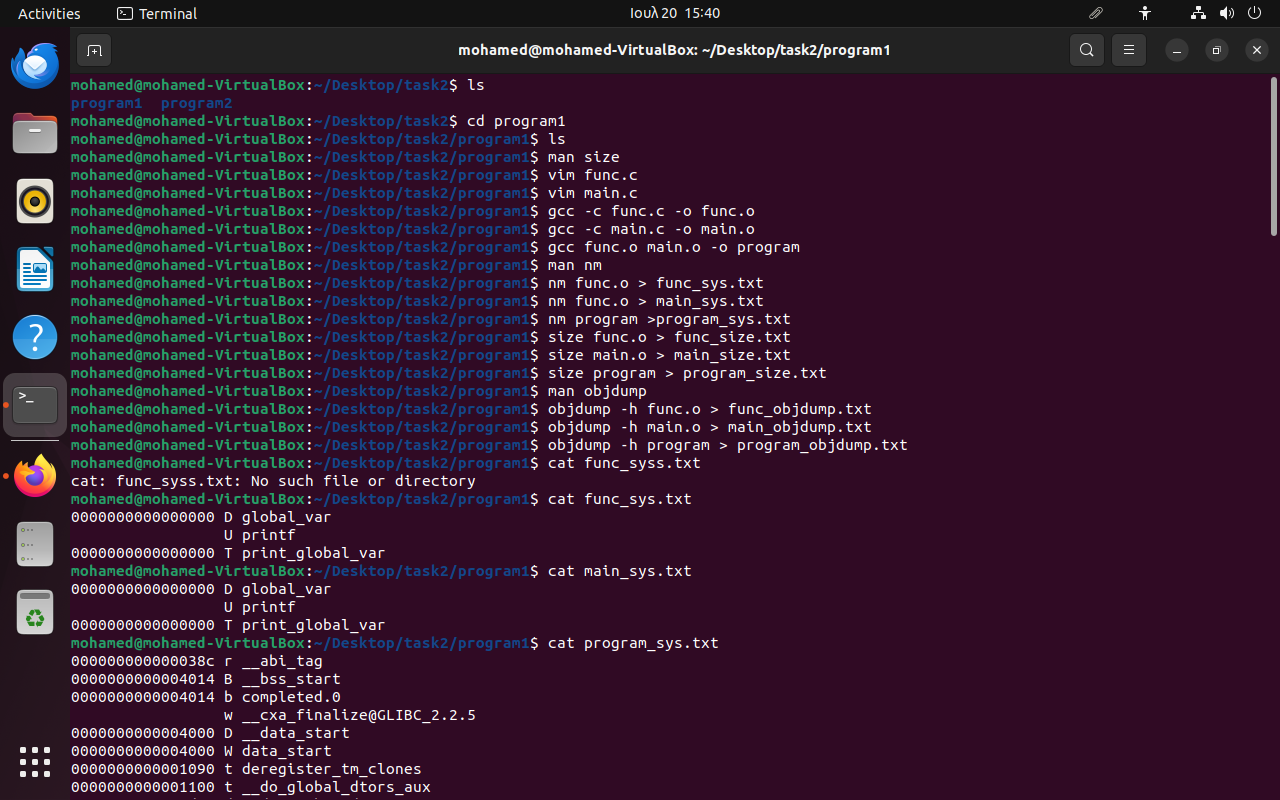 Activities Terminal Ιουλ 20 15:40
mohamed@mohamed-VirtualBox: ~/Desktop/task2/program1
mohamed@mohamed-VirtualBox:~/Desktop/task2$ ls
program1 program2
mohamed@mohamed-VirtualBox:~/Desktop/task2$ cd program1
mohamed@mohamed-VirtualBox:~/Desktop/task2/program1$ ls
mohamed@mohamed-VirtualBox:~/Desktop/task2/program1$ man size
mohamed@mohamed-VirtualBox:~/Desktop/task2/program1$ vim func.c
mohamed@mohamed-VirtualBox:~/Desktop/task2/program1$ vim main.c
mohamed@mohamed-VirtualBox:~/Desktop/task2/program1$ gcc -c func.c -o func.o
mohamed@mohamed-VirtualBox:~/Desktop/task2/program1$ gcc -c main.c -o main.o
mohamed@mohamed-VirtualBox:~/Desktop/task2/program1$ gcc func.o main.o -o program
mohamed@mohamed-VirtualBox:~/Desktop/task2/program1$ man nm
mohamed@mohamed-VirtualBox:~/Desktop/task2/program1$ nm func.o > func_sys.txt
mohamed@mohamed-VirtualBox:~/Desktop/task2/program1$ nm func.o > main_sys.txt
mohamed@mohamed-VirtualBox:~/Desktop/task2/program1$ nm program >program_sys.txt
mohamed@mohamed-VirtualBox:~/Desktop/task2/program1$ size func.o > func_size.txt
mohamed@mohamed-VirtualBox:~/Desktop/task2/program1$ size main.o > main_size.txt
mohamed@mohamed-VirtualBox:~/Desktop/task2/program1$ size program > program_size.txt
mohamed@mohamed-VirtualBox:~/Desktop/task2/program1$ man objdump
mohamed@mohamed-VirtualBox:~/Desktop/task2/program1$ objdump -h func.o > func_objdump.txt
mohamed@mohamed-VirtualBox:~/Desktop/task2/program1$ objdump -h main.o > main_objdump.txt
mohamed@mohamed-VirtualBox:~/Desktop/task2/program1$ objdump -h program > program_objdump.txt
mohamed@mohamed-VirtualBox:~/Desktop/task2/program1$ cat func_syss.txt
cat: func_syss.txt: No such file or directory
mohamed@mohamed-VirtualBox:~/Desktop/task2/program1$ cat func_sys.txt
0000000000000000 D global_var
U printf
0000000000000000 T print_global_var
mohamed@mohamed-VirtualBox:~/Desktop/task2/program1$ cat main_sys.txt
0000000000000000 D global_var
U printf
0000000000000000 T print_global_var
mohamed@mohamed-VirtualBox:~/Desktop/task2/program1$ cat program_sys.txt
000000000000038c r __abi_tag
0000000000004014 B __bss_start
0000000000004014 b completed.0
w __cxa_finalize@GLIBC_2.2.5
0000000000004000 D __data_start
0000000000004000 W data_start
0000000000001090 t deregister_tm_clones
0000000000001100 t __do_global_dtors_aux